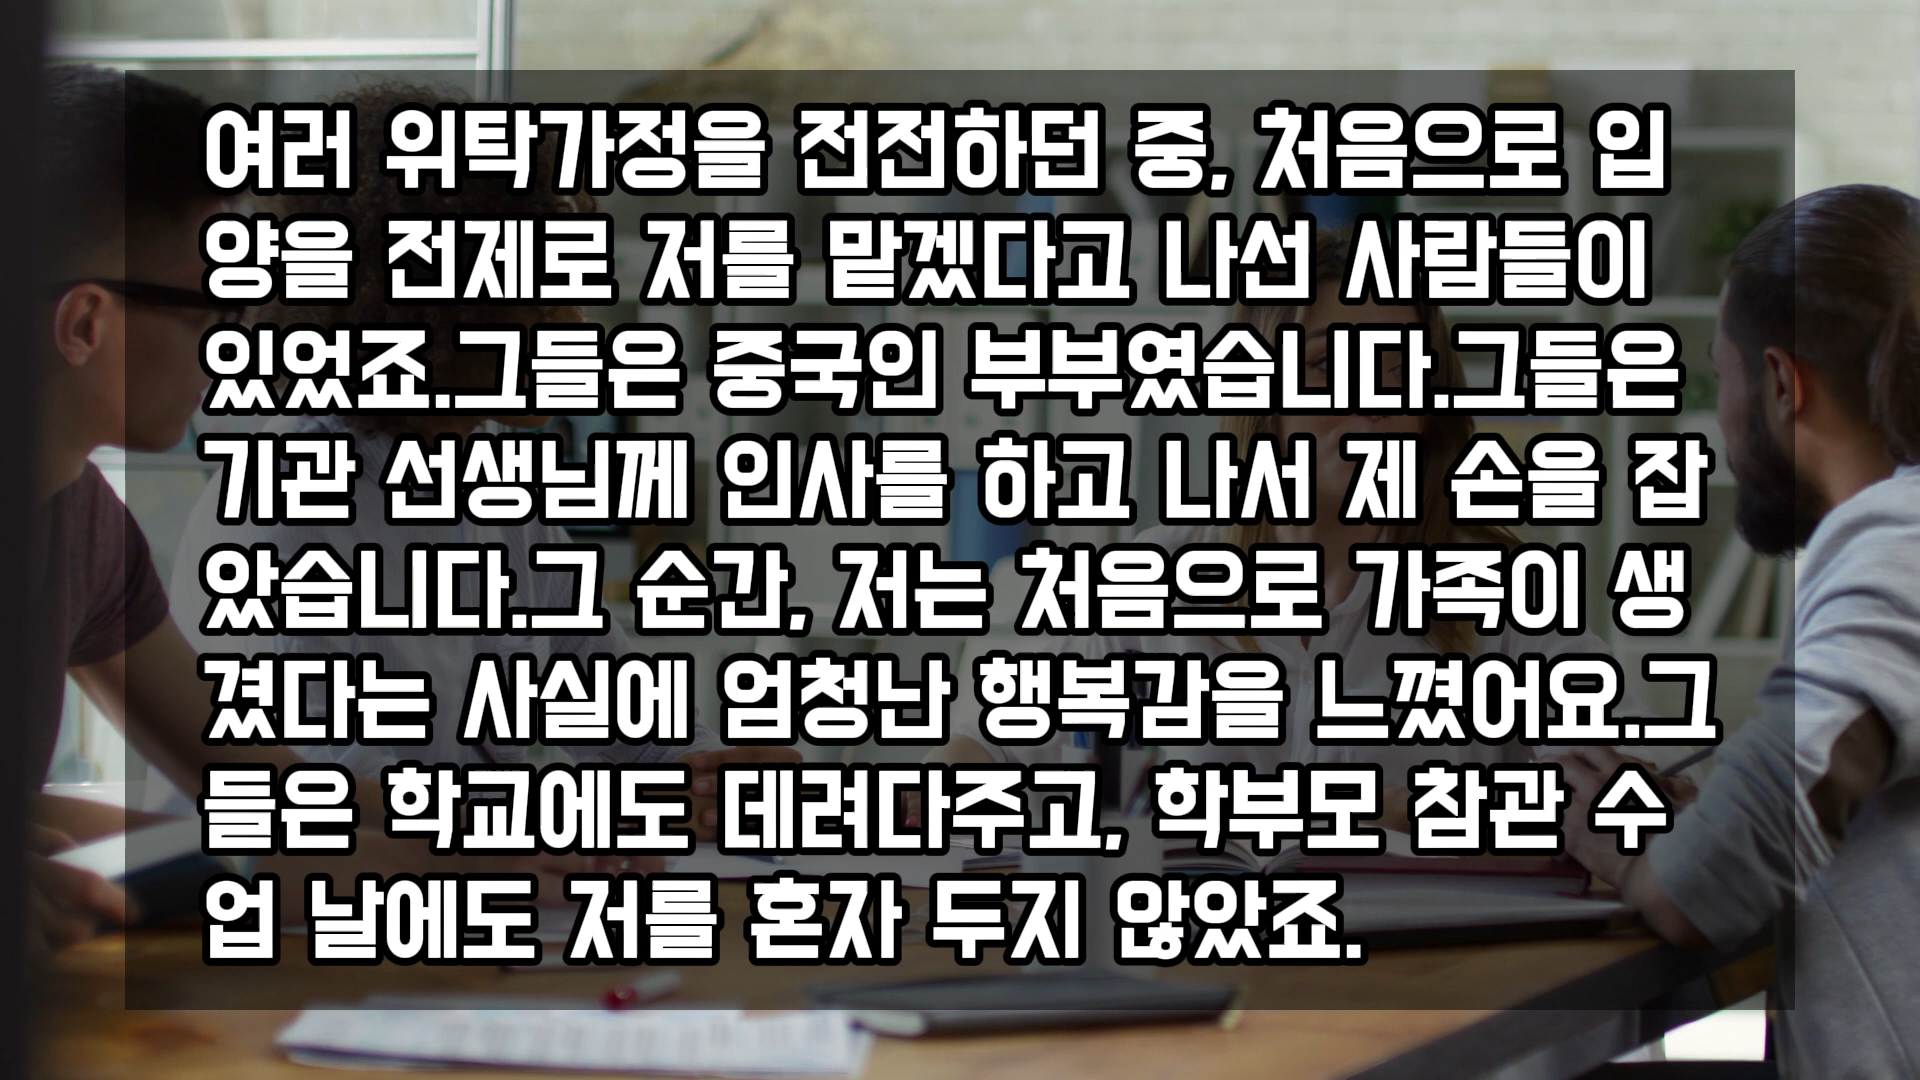 여러 위탁가정을 전전하던 중, 처음으로 입
양을 전제로 저를 맡겠다고 나선 사람들이
있었죠.그들은 중국인 부부였습니다.그들은
기관 선생님께 인사를 하고 나서 제 손을 잡
았습니다.그 순간, 저는 처음으로 가족이 생
겼다는 사실에 엄청난 행복감을 느꼈어요.그
들은 학교에도 데려다주고, 학부모 참관 수
업 날에도 저를 혼자 두지 않았죠.